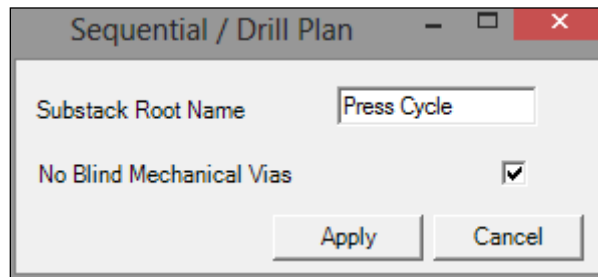 Sequential / Drill Plan
Substack Root Name Press Cycle
No Blind Mechanical Vias
Apply Cancel